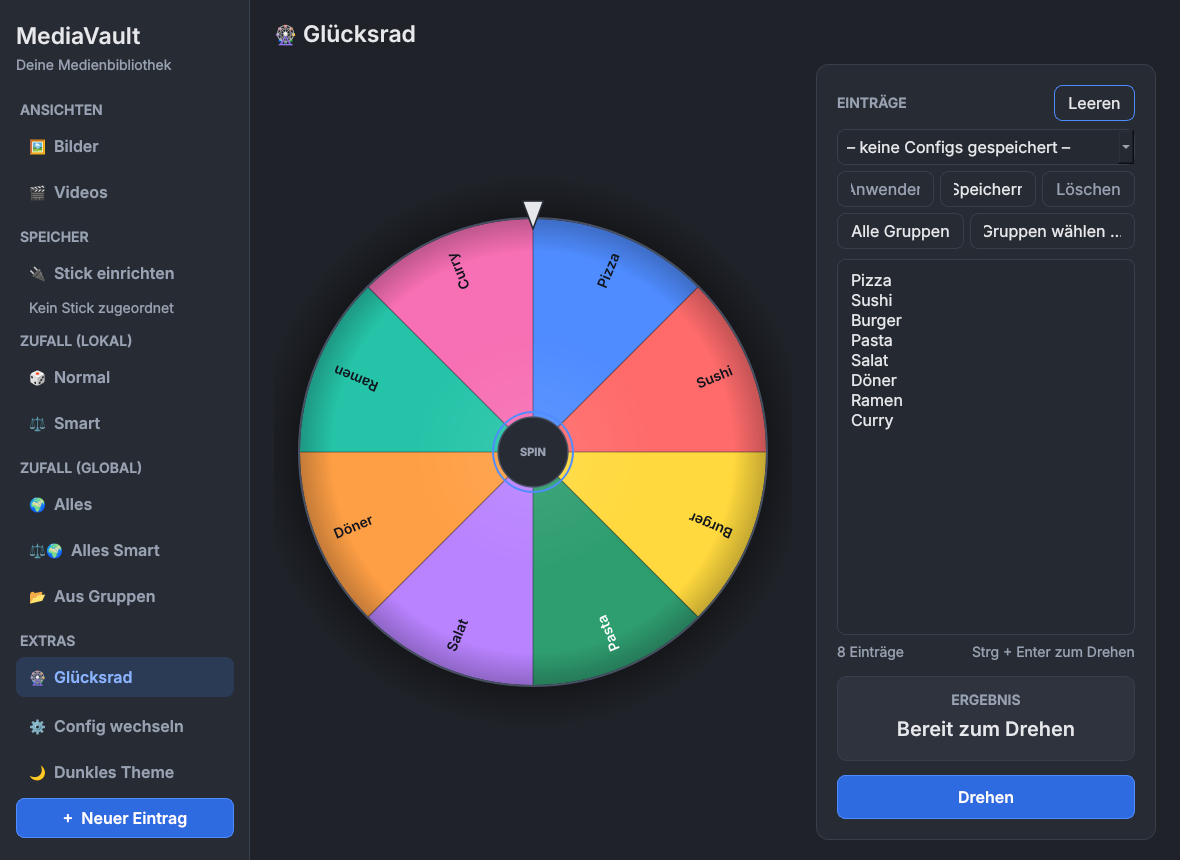 MediaVault
Deine Medienbibliothek
ANSICHTEN
Bilder
Videos
SPEICHER
Stick einrichten
Kein Stick zugeordnet
ZUFALL (LOKAL)
Normal
Smart
ZUFALL (GLOBAL)
Alles
Alles Smart
Aus Gruppen
EXTRAS
Glücksrad
Config wechseln
Dunkles Theme
+ Neuer Eintrag
Glücksrad
Curry
Pizza
Ramen
Sushi
SPIN
Döner
Burger
Salat
Pasta
EINTRÄGE
Leeren
– keine Configs gespeichert –
Anwenden
Speichern
Löschen
Alle Gruppen
Gruppen wählen ...
Pizza
Sushi
Burger
Pasta
Salat
Döner
Ramen
Curry
8 Einträge
Strg + Enter zum Drehen
ERGEBNIS
Bereit zum Drehen
Drehen